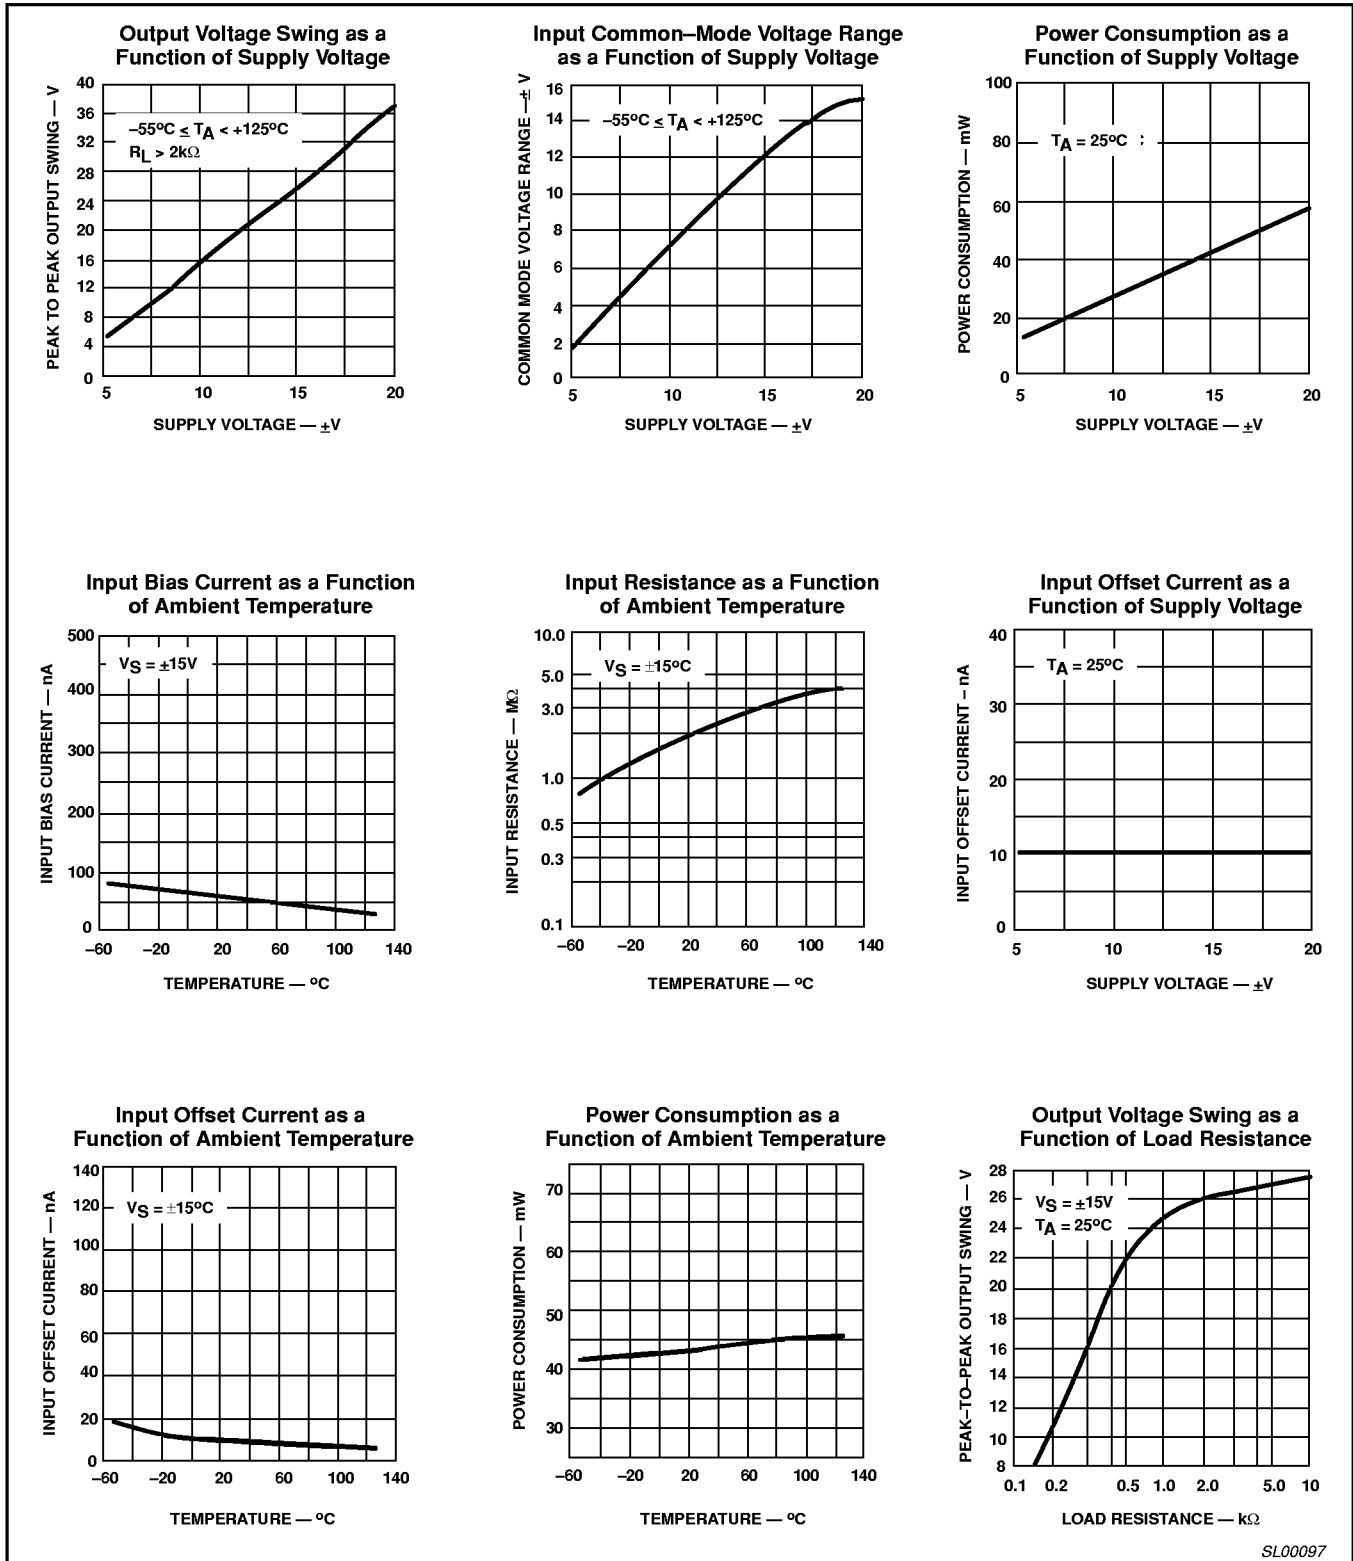 Output Voltage Swing as a
Function of Supply Voltage
PEAK TO PEAK OUTPUT SWING — V
40
36
32
28
24
20
16
12
8
4
0
–55ºC ≤ TA < +125ºC
RL > 2kΩ
5
10
15
20
SUPPLY VOLTAGE — ±V
Input Common–Mode Voltage Range
as a Function of Supply Voltage
COMMON MODE VOLTAGE RANGE — ± V
16
14
12
10
8
6
4
2
0
–55ºC ≤ TA < +125ºC
5
10
15
20
SUPPLY VOLTAGE — ±V
Power Consumption as a
Function of Supply Voltage
POWER CONSUMPTION — mW
100
80
60
40
20
0
TA = 25ºC :
5
10
15
20
SUPPLY VOLTAGE — ±V
Input Bias Current as a Function
of Ambient Temperature
INPUT BIAS CURRENT — nA
500
400
300
200
100
0
VS = ±15V
–60
–20
20
60
100
140
TEMPERATURE — ºC
Input Resistance as a Function
of Ambient Temperature
INPUT RESISTANCE — MΩ
10.0
5.0
3.0
1.0
0.5
0.3
0.1
VS = ±15ºC
–60
–20
20
60
100
140
TEMPERATURE — ºC
Input Offset Current as a
Function of Supply Voltage
INPUT OFFSET CURRENT – nA
40
30
20
10
0
TA = 25ºC
5
10
15
20
SUPPLY VOLTAGE — ±V
Input Offset Current as a
Function of Ambient Temperature
INPUT OFFSET CURRENT — nA
140
120
100
80
60
40
20
0
VS = ±15ºC
–60
–20
20
60
100
140
TEMPERATURE — ºC
Power Consumption as a
Function of Ambient Temperature
POWER CONSUMPTION — mW
70
60
50
40
30
–60
–20
20
60
100
140
TEMPERATURE — ºC
Output Voltage Swing as a
Function of Load Resistance
PEAK–TO–PEAK OUTPUT SWING — V
28
26
24
22
20
18
16
14
12
10
8
VS = ±15V
TA = 25ºC
0.1
0.2
0.5
1.0
2.0
5.0
10
LOAD RESISTANCE — kΩ
SL00097